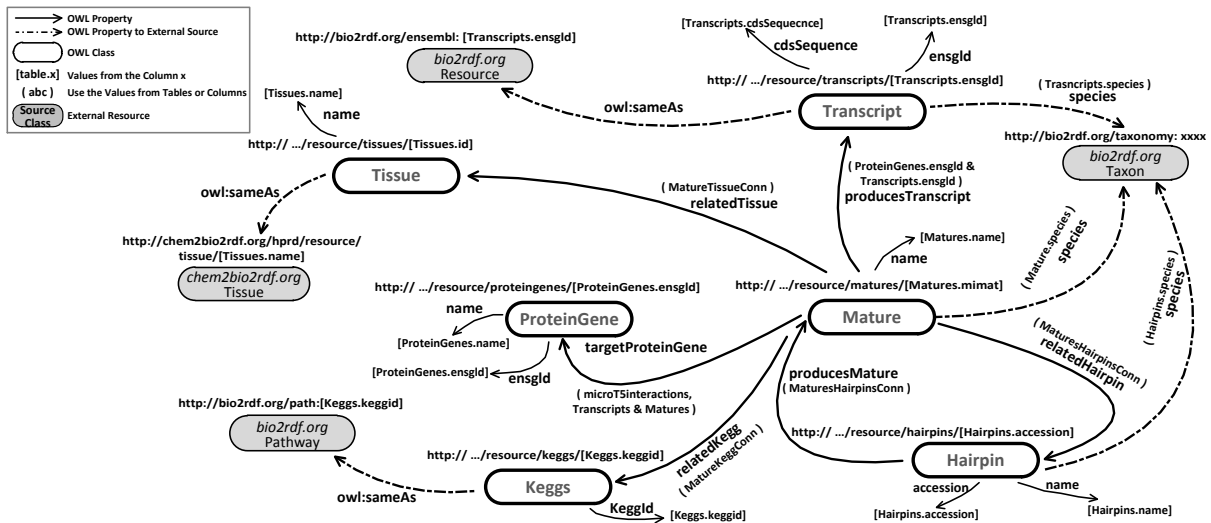 OWL Property
OWL Property to External Source
OWL Class
[table.x] Values from the Column x
( abc ) Use the Values from Tables or Columns
Source Class External Resource
[Transcripts.cdsSequecnce]
cdsSequence
[Transcripts.ensgId]
ensgId
http://bio2rdf.org/ensembl: [Transcripts.ensgId]
bio2rdf.org
Resource
http:// .../resource/transcripts/[Transcripts.ensgId]
Transcript
owl:sameAs
( Trasncripts.species )
species
http://bio2rdf.org/taxonomy: xxxx
bio2rdf.org
Taxon
[Tissues.name]
name
http:// .../resource/tissues/[Tissues.id]
Tissue
owl:sameAs
http://chem2bio2rdf.org/hprd/resource/
tissue/[Tissues.name]
chem2bio2rdf.org
Tissue
( MatureTissueConn )
relatedTissue
( ProteinGenes.ensgId &
Transcripts.ensgId )
producesTranscript
[Matures.name]
name
http:// .../resource/matures/[Matures.mimat]
Mature
( Mature.species )
species
( Hairpins.species )
species
http:// .../resource/proteingenes/[ProteinGenes.ensgId]
ProteinGene
name
[ProteinGenes.name]
[ProteinGenes.ensgId]
ensgId
targetProteinGene
( microT5interactions,
Transcripts & Matures )
producesMature
( MaturesHairpinsConn )
( MaturesHairpinsConn )
relatedHairpin
http://bio2rdf.org/path:[Keggs.keggid]
bio2rdf.org
Pathway
owl:sameAs
http:// .../resource/keggs/[Keggs.keggid]
Keggs
KeggId
[Keggs.keggid]
relatedKegg
( MatureKeggConn )
http:// .../resource/hairpins/[Hairpins.accession]
Hairpin
accession
[Hairpins.accession]
name
[Hairpins.name]